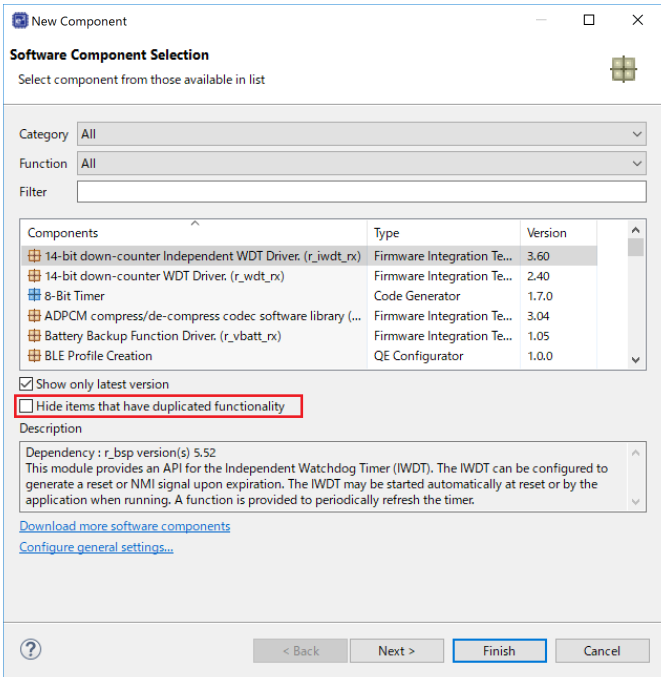 New Component
Software Component Selection
Select component from those available in list
Category All
Function All
Filter
Components Type Version
14-bit down-counter Independent WDT Driver. (r_iwdt_rx) Firmware Integration Te... 3.60
14-bit down-counter WDT Driver. (r_wdt_rx) Firmware Integration Te... 2.40
8-Bit Timer Code Generator 1.7.0
ADPCM compress/de-compress codec software library (... Firmware Integration Te... 3.04
Battery Backup Function Driver. (r_vbatt_rx) Firmware Integration Te... 1.05
BLE Profile Creation QE Configurator 1.0.0
Show only latest version
Hide items that have duplicated functionality
Description
Dependency : r_bsp version(s) 5.52
This module provides an API for the Independent Watchdog Timer (IWDT). The IWDT can be configured to
generate a reset or NMI signal upon expiration. The IWDT may be started automatically at reset or by the
application when running. A function is provided to periodically refresh the timer.
Download more software components
Configure general settings...
? < Back Next > Finish Cancel